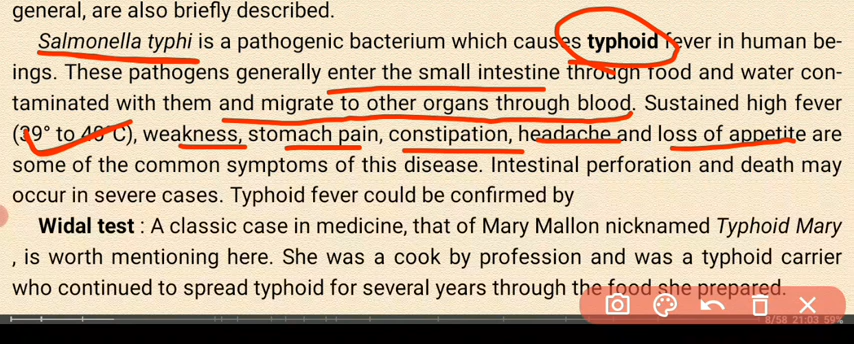 general, are also briefly described.
Salmonella typhi is a pathogenic bacterium which causes typhoid fever in human be-
ings. These pathogens generally enter the small intestine through food and water con-
taminated with them and migrate to other organs through blood. Sustained high fever
(39° to 40°C), weakness, stomach pain, constipation, headache and loss of appetite are
some of the common symptoms of this disease. Intestinal perforation and death may
occur in severe cases. Typhoid fever could be confirmed by
Widal test : A classic case in medicine, that of Mary Mallon nicknamed Typhoid Mary
, is worth mentioning here. She was a cook by profession and was a typhoid carrier
who continued to spread typhoid for several years through the food she prepared.
8/58 21:03 59%